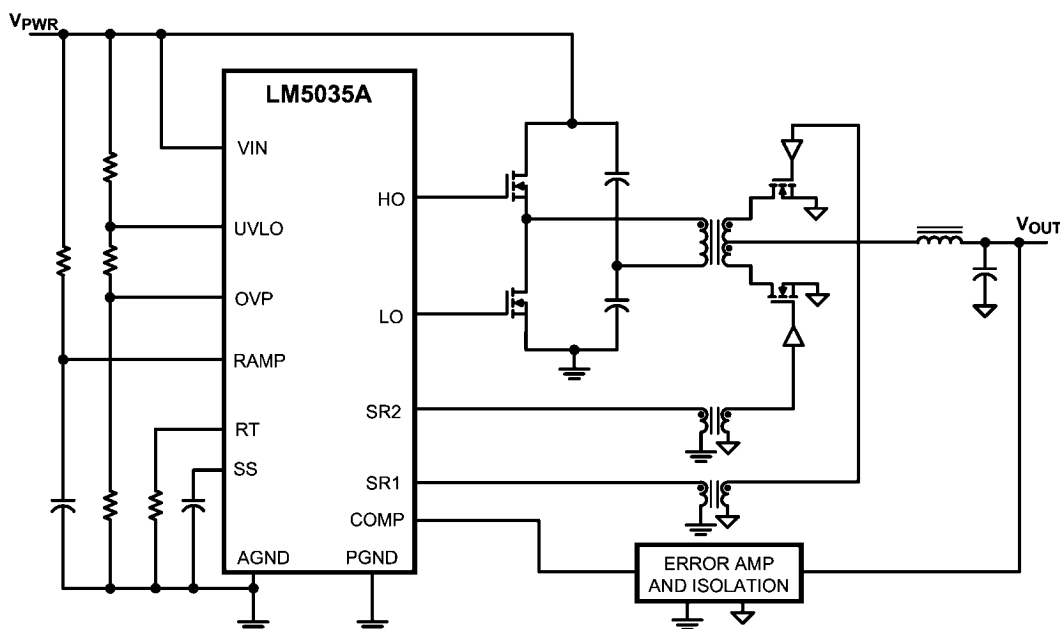 VPWR
LM5035A
VIN
HO
UVLO
VOUT
OVP
LO
RAMP
SR2
RT
SS
SR1
COMP
AGND PGND
ERROR AMP
AND ISOLATION